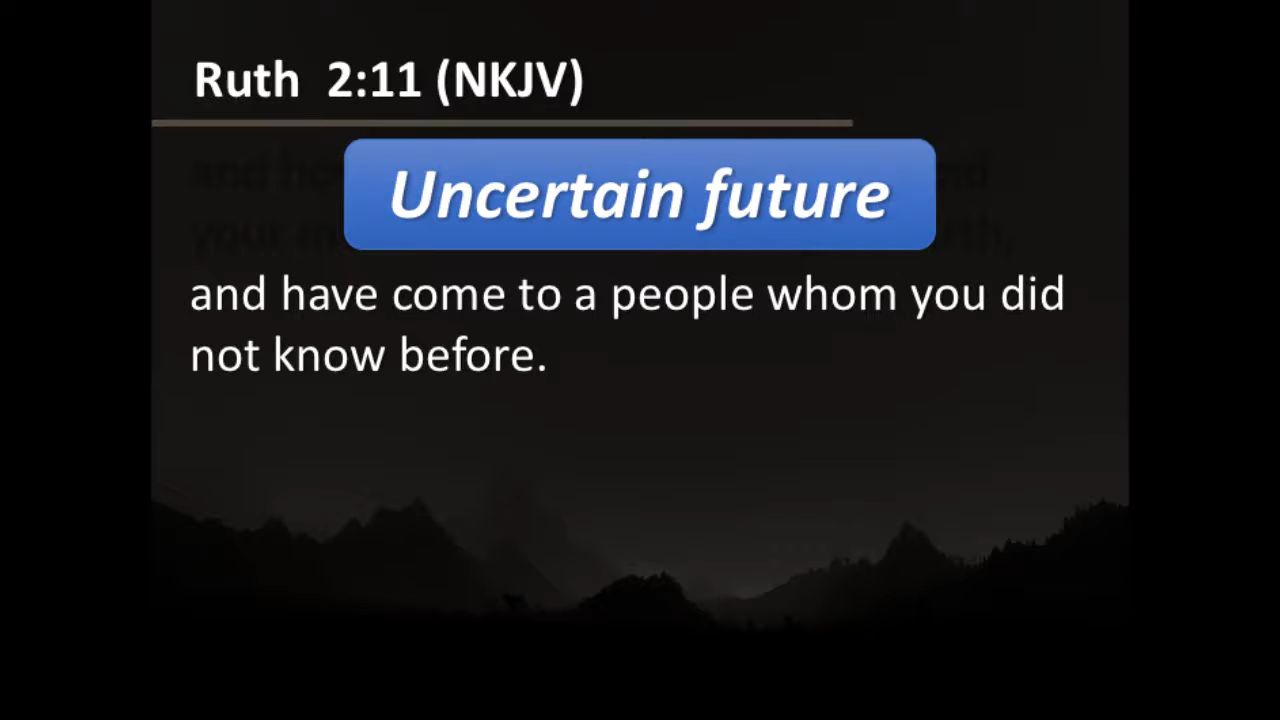 Ruth 2:11 (NKJV)
Uncertain future
and have come to a people whom you did
not know before.